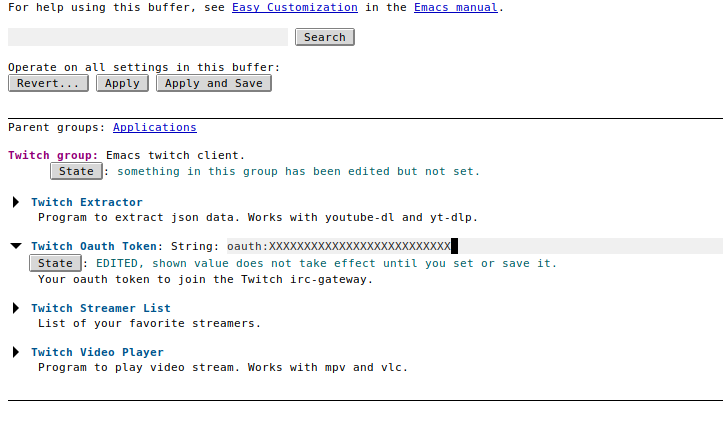 For help using this buffer, see Easy Customization in the Emacs manual.
Search
Operate on all settings in this buffer:
Revert... Apply Apply and Save
Parent groups: Applications
Twitch group: Emacs twitch client.
State : something in this group has been edited but not set.
Twitch Extractor
Program to extract json data. Works with youtube-dl and yt-dlp.
Twitch Oauth Token: String: oauth:XXXXXXXXXXXXXXXXXXXXXXXXXX
State : EDITED, shown value does not take effect until you set or save it.
Your oauth token to join the Twitch irc-gateway.
Twitch Streamer List
List of your favorite streamers.
Twitch Video Player
Program to play video stream. Works with mpv and vlc.